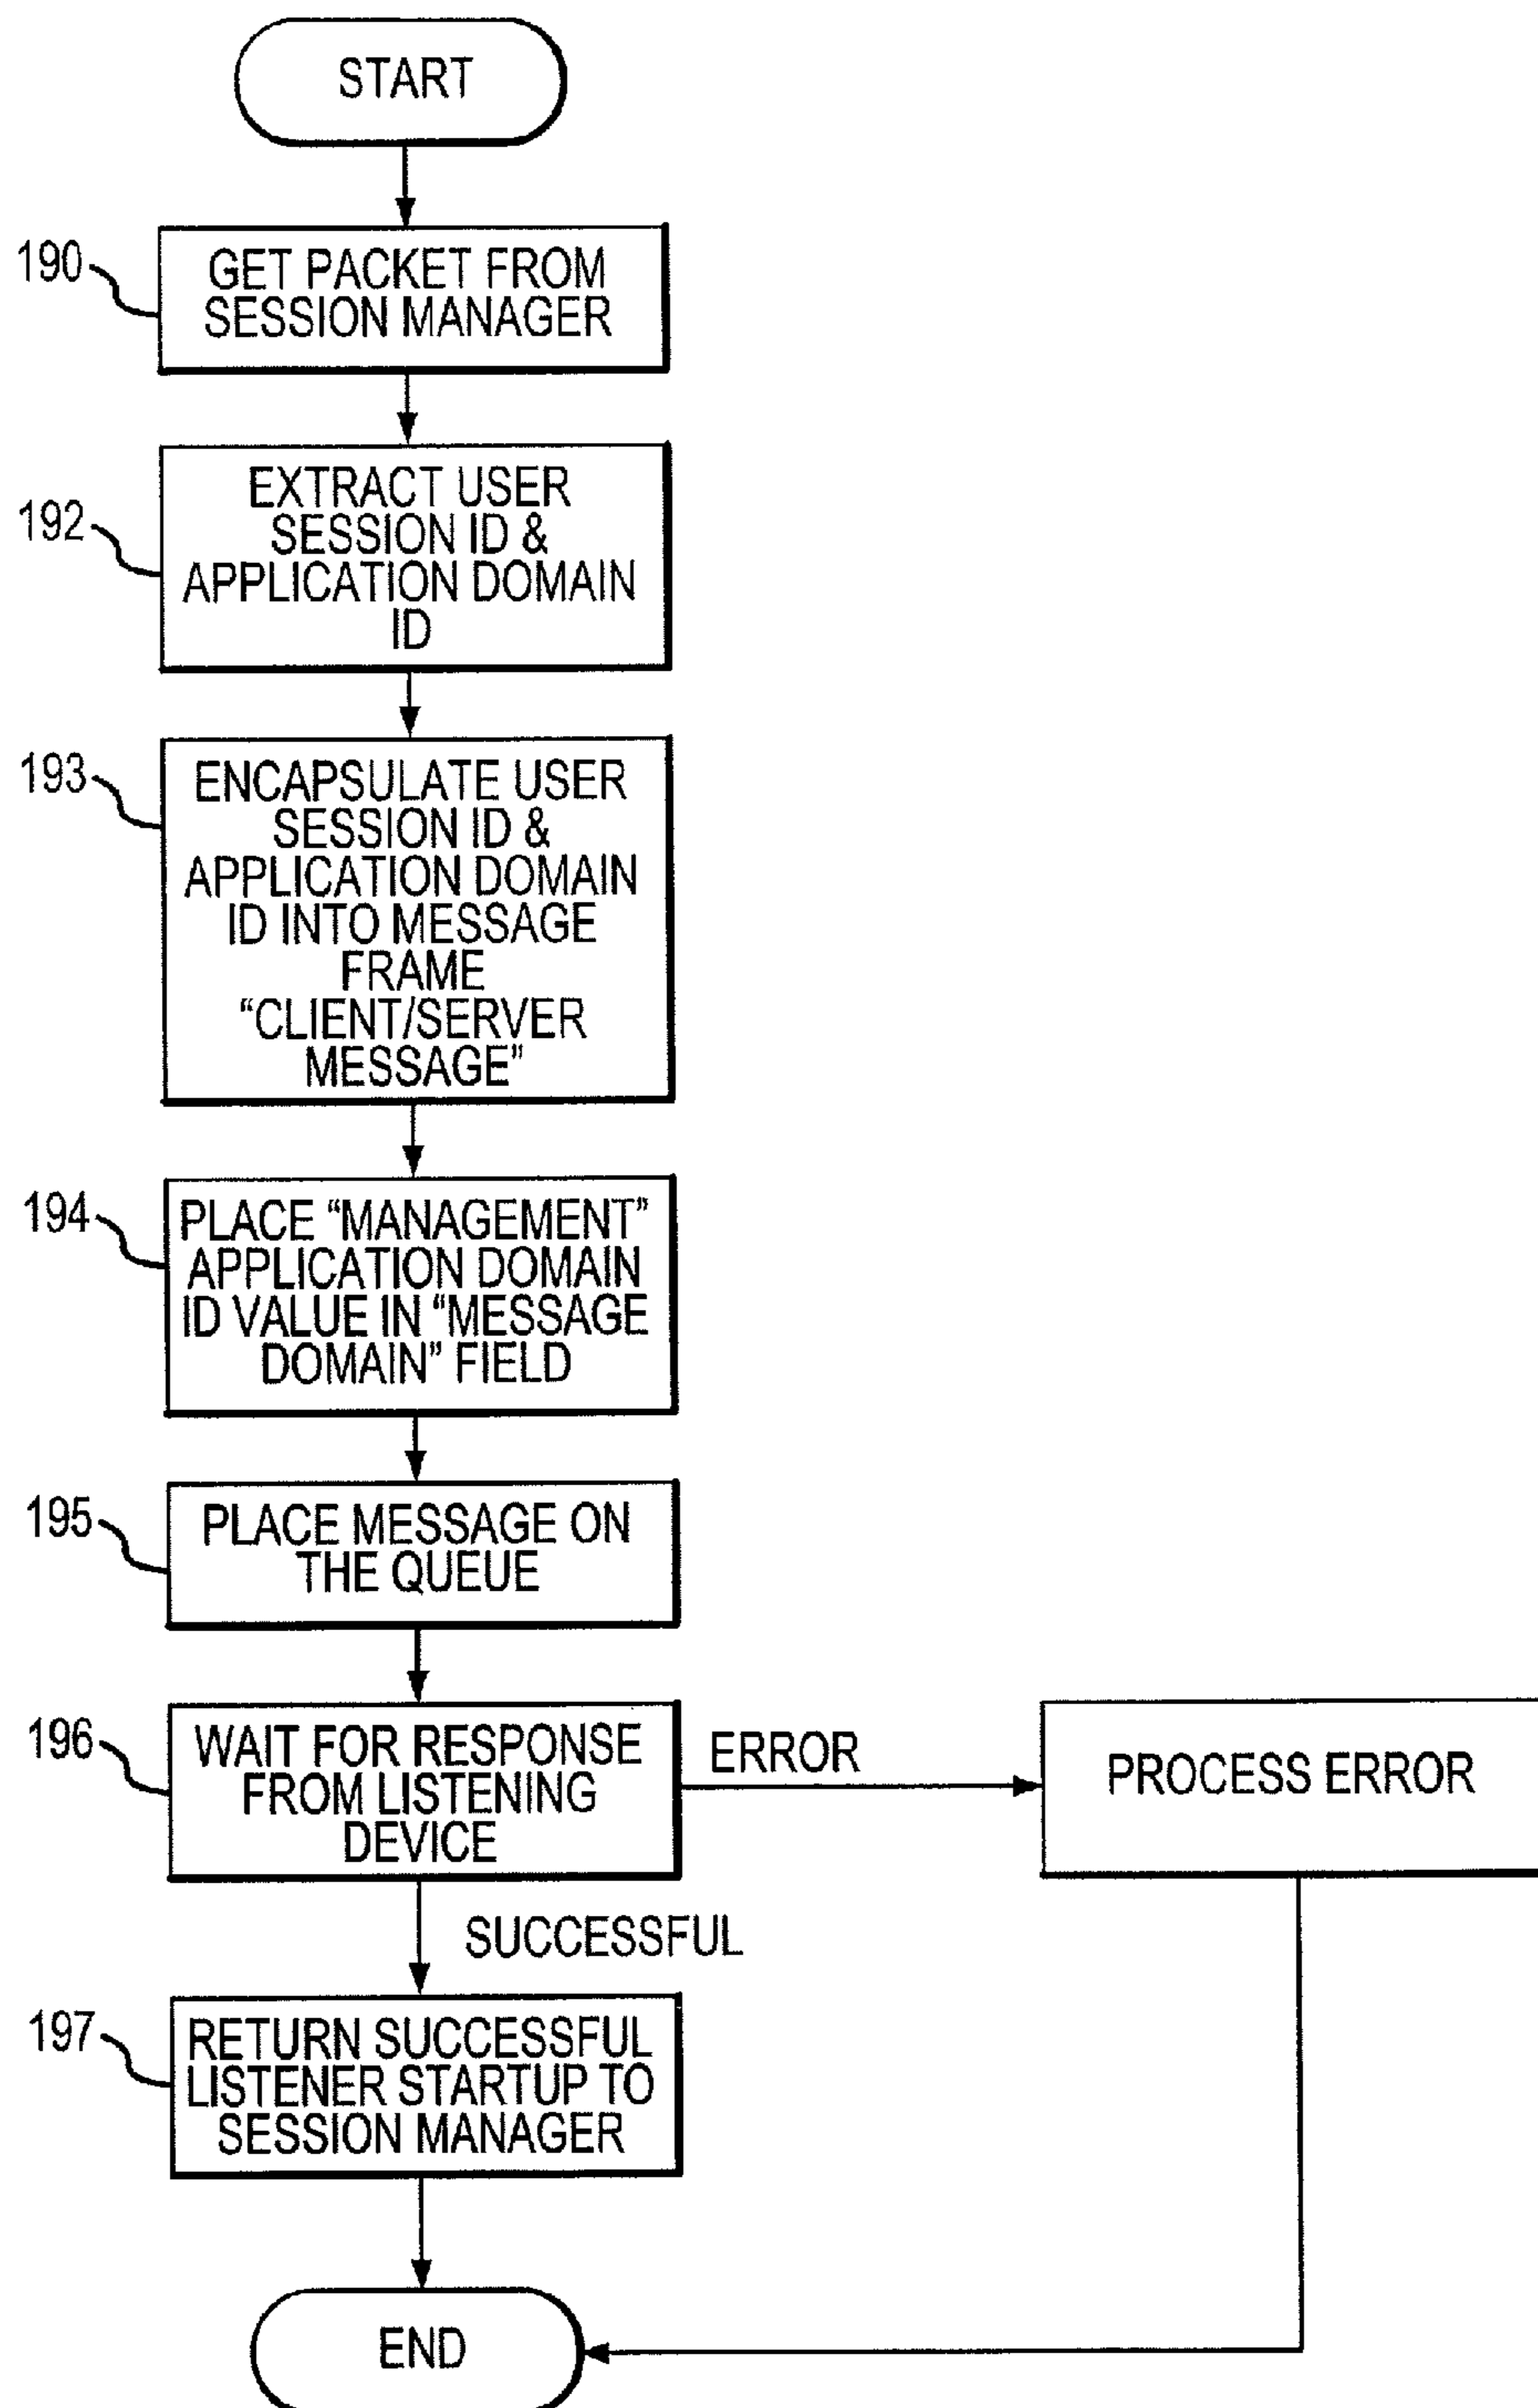 START
190
GET PACKET FROM
SESSION MANAGER
192
EXTRACT USER
SESSION ID &
APPLICATION DOMAIN
ID
193
ENCAPSULATE USER
SESSION ID &
APPLICATION DOMAIN
ID INTO MESSAGE
FRAME
“CLIENT/SERVER
MESSAGE”
194
PLACE “MANAGEMENT”
APPLICATION DOMAIN
ID VALUE IN “MESSAGE
DOMAIN” FIELD
195
PLACE MESSAGE ON
THE QUEUE
196
WAIT FOR RESPONSE
FROM LISTENING
DEVICE
ERROR
PROCESS ERROR
SUCCESSFUL
197
RETURN SUCCESSFUL
LISTENER STARTUP TO
SESSION MANAGER
END